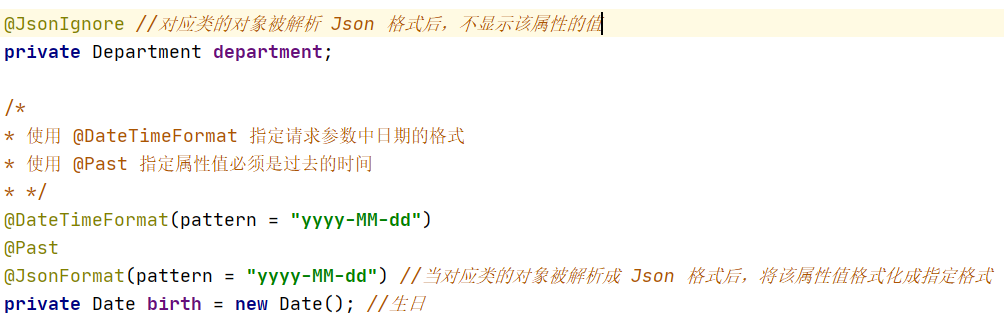 @JsonIgnore //对应类的对象被解析 Json 格式后，不显示该属性的值
private Department department;
/*
* 使用 @DateTimeFormat 指定请求参数中日期的格式
* 使用 @Past 指定属性值必须是过去的时间
* */
@DateTimeFormat(pattern = "yyyy-MM-dd")
@Past
@JsonFormat(pattern = "yyyy-MM-dd") //当对应类的对象被解析成 Json 格式后，将该属性值格式化成指定格式
private Date birth = new Date(); //生日